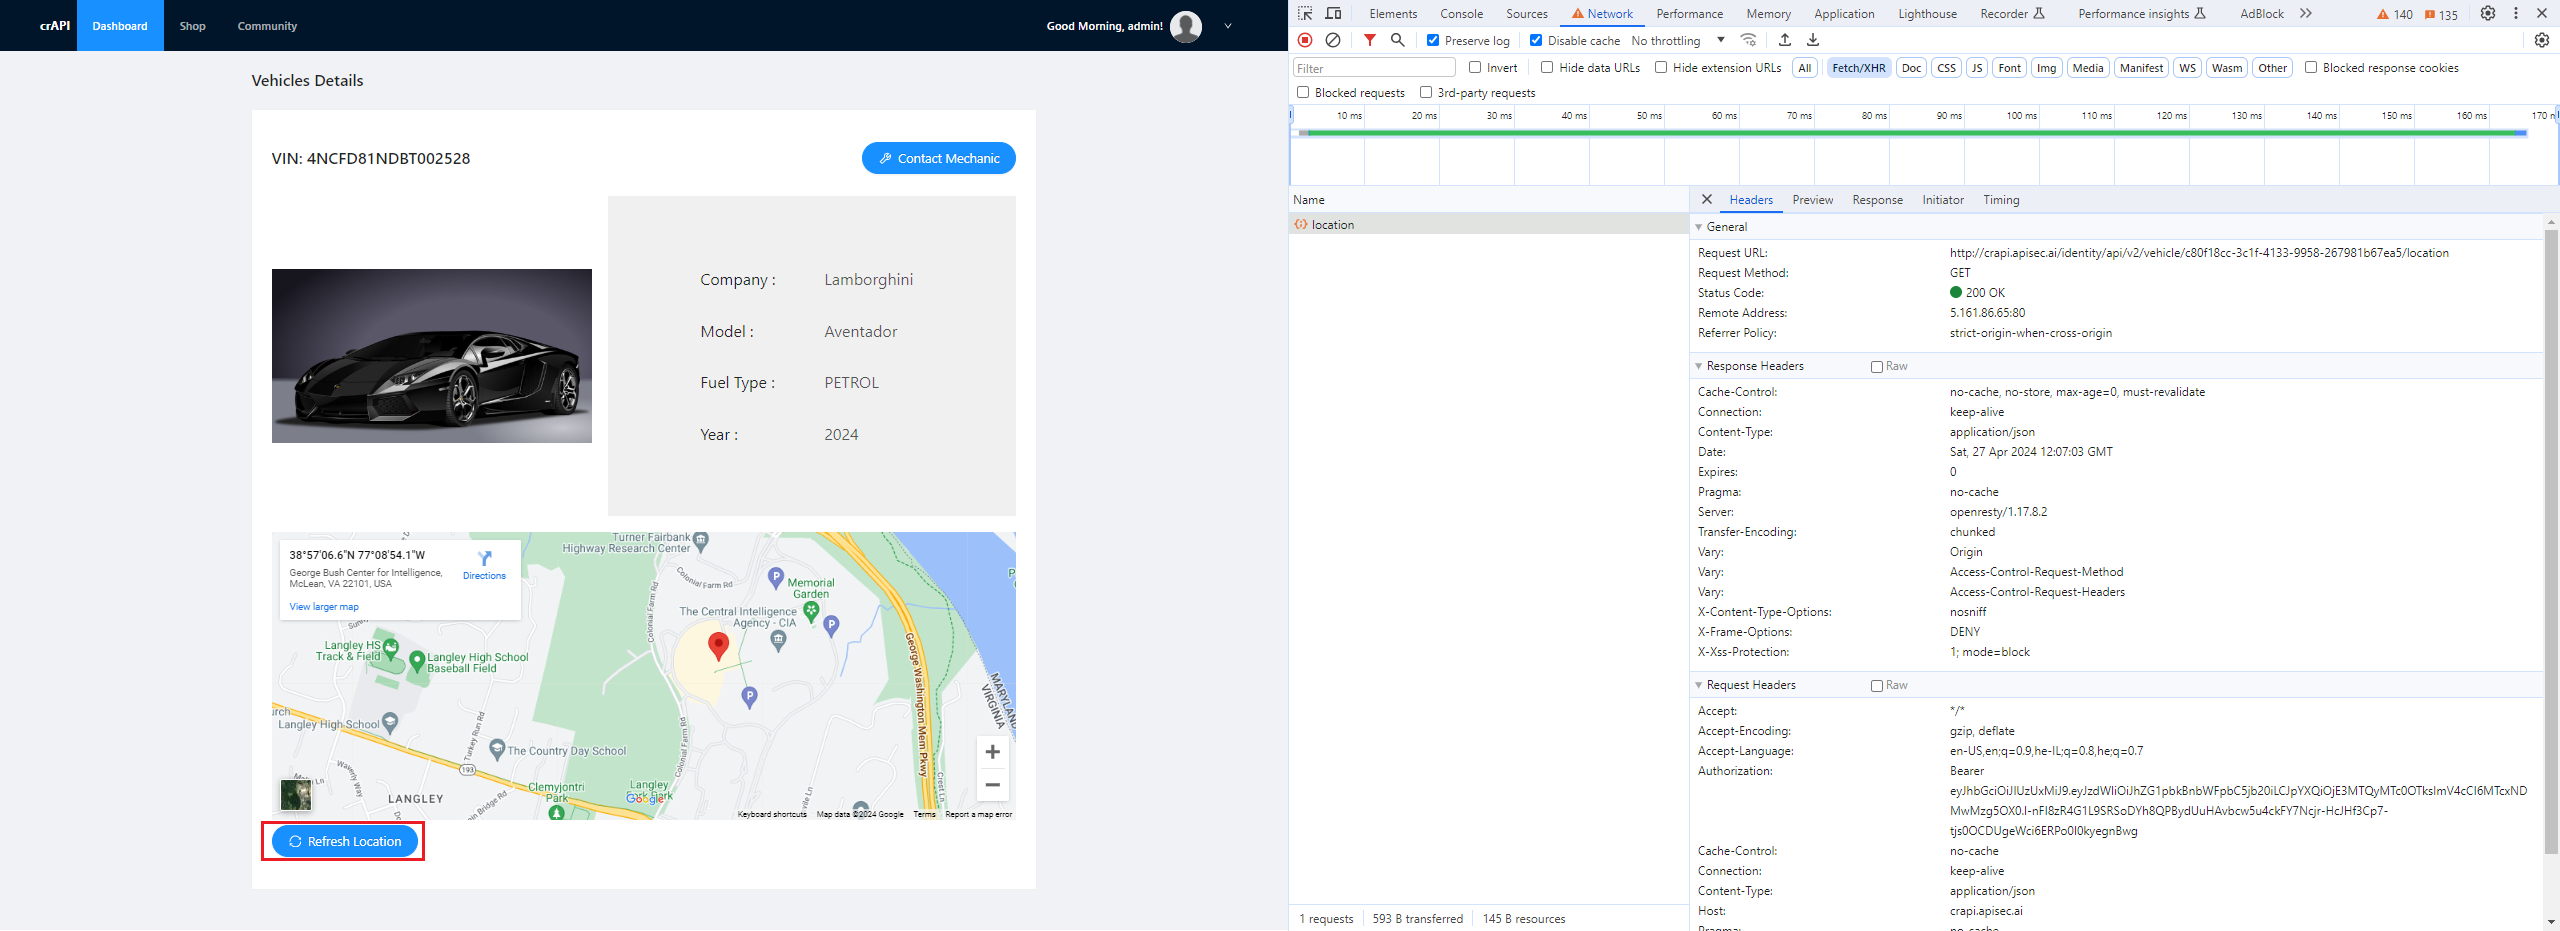 crAPI Dashboard Shop Community Good Morning, admin!
Vehicles Details
VIN: 4NCFD81NDBT002528
Contact Mechanic
Company : Lamborghini
Model : Aventador
Fuel Type : PETROL
Year : 2024
38°57'06.6"N 77°08'54.1"W
George Bush Center for Intelligence,
McLean, VA 22101, USA
Directions
View larger map
Turner Fairbank
Highway Research Center
Colonial Farm Rd
Colonial Farm Rd
Memorial
Garden
The Central Intelligence
Agency - CIA
Langley HS
Track & Field
Langley High School
Baseball Field
George Washington Mem Pkwy
MARYLAND
VIRGINIA
Langley High School
Turkey Run Rd
The Country Day School
193
Waverly Way
Colonial Farm Rd
Crest Ln
LANGLEY
Clemyjontri
Park
Langley
Google
Keyboard shortcuts Map data ©2024 Google Terms Report a map error
Refresh Location
Elements Console Sources Network Performance Memory Application Lighthouse Recorder Performance insights AdBlock 140 135
Preserve log Disable cache No throttling
Filter Invert Hide data URLs Hide extension URLs All Fetch/XHR Doc CSS JS Font Img Media Manifest WS Wasm Other Blocked response cookies
Blocked requests 3rd-party requests
10 ms 20 ms 30 ms 40 ms 50 ms 60 ms 70 ms 80 ms 90 ms 100 ms 110 ms 120 ms 130 ms 140 ms 150 ms 160 ms 170 m
Name
location
Headers Preview Response Initiator Timing
General
Request URL: http://crapi.apisec.ai/identity/api/v2/vehicle/c80f18cc-3c1f-4133-9958-267981b67ea5/location
Request Method: GET
Status Code: 200 OK
Remote Address: 5.161.86.65:80
Referrer Policy: strict-origin-when-cross-origin
Response Headers Raw
Cache-Control: no-cache, no-store, max-age=0, must-revalidate
Connection: keep-alive
Content-Type: application/json
Date: Sat, 27 Apr 2024 12:07:03 GMT
Expires: 0
Pragma: no-cache
Server: openresty/1.17.8.2
Transfer-Encoding: chunked
Vary: Origin
Vary: Access-Control-Request-Method
Vary: Access-Control-Request-Headers
X-Content-Type-Options: nosniff
X-Frame-Options: DENY
X-Xss-Protection: 1; mode=block
Request Headers Raw
Accept: */*
Accept-Encoding: gzip, deflate
Accept-Language: en-US,en;q=0.9,he-IL;q=0.8,he;q=0.7
Authorization: Bearer
eyJhbGciOiJIUzUxMiJ9.eyJzdWIiOiJhZG1pbkBnbWFpbC5jb20iLCJpYXQiOjE3MTQyMTc0OTksImV4cCI6MTcxND
MwMzg5OX0.I-nFI8zR4G1L9SRSoDYh8QPBydUuHAvbcw5u4ckFY7Ncjr-HcJHf3Cp7-
tjs0OCDUgeWci6ERPo0I0kyegnBwg
Cache-Control: no-cache
Connection: keep-alive
Content-Type: application/json
Host: crapi.apisec.ai
1 requests 593 B transferred 145 B resources